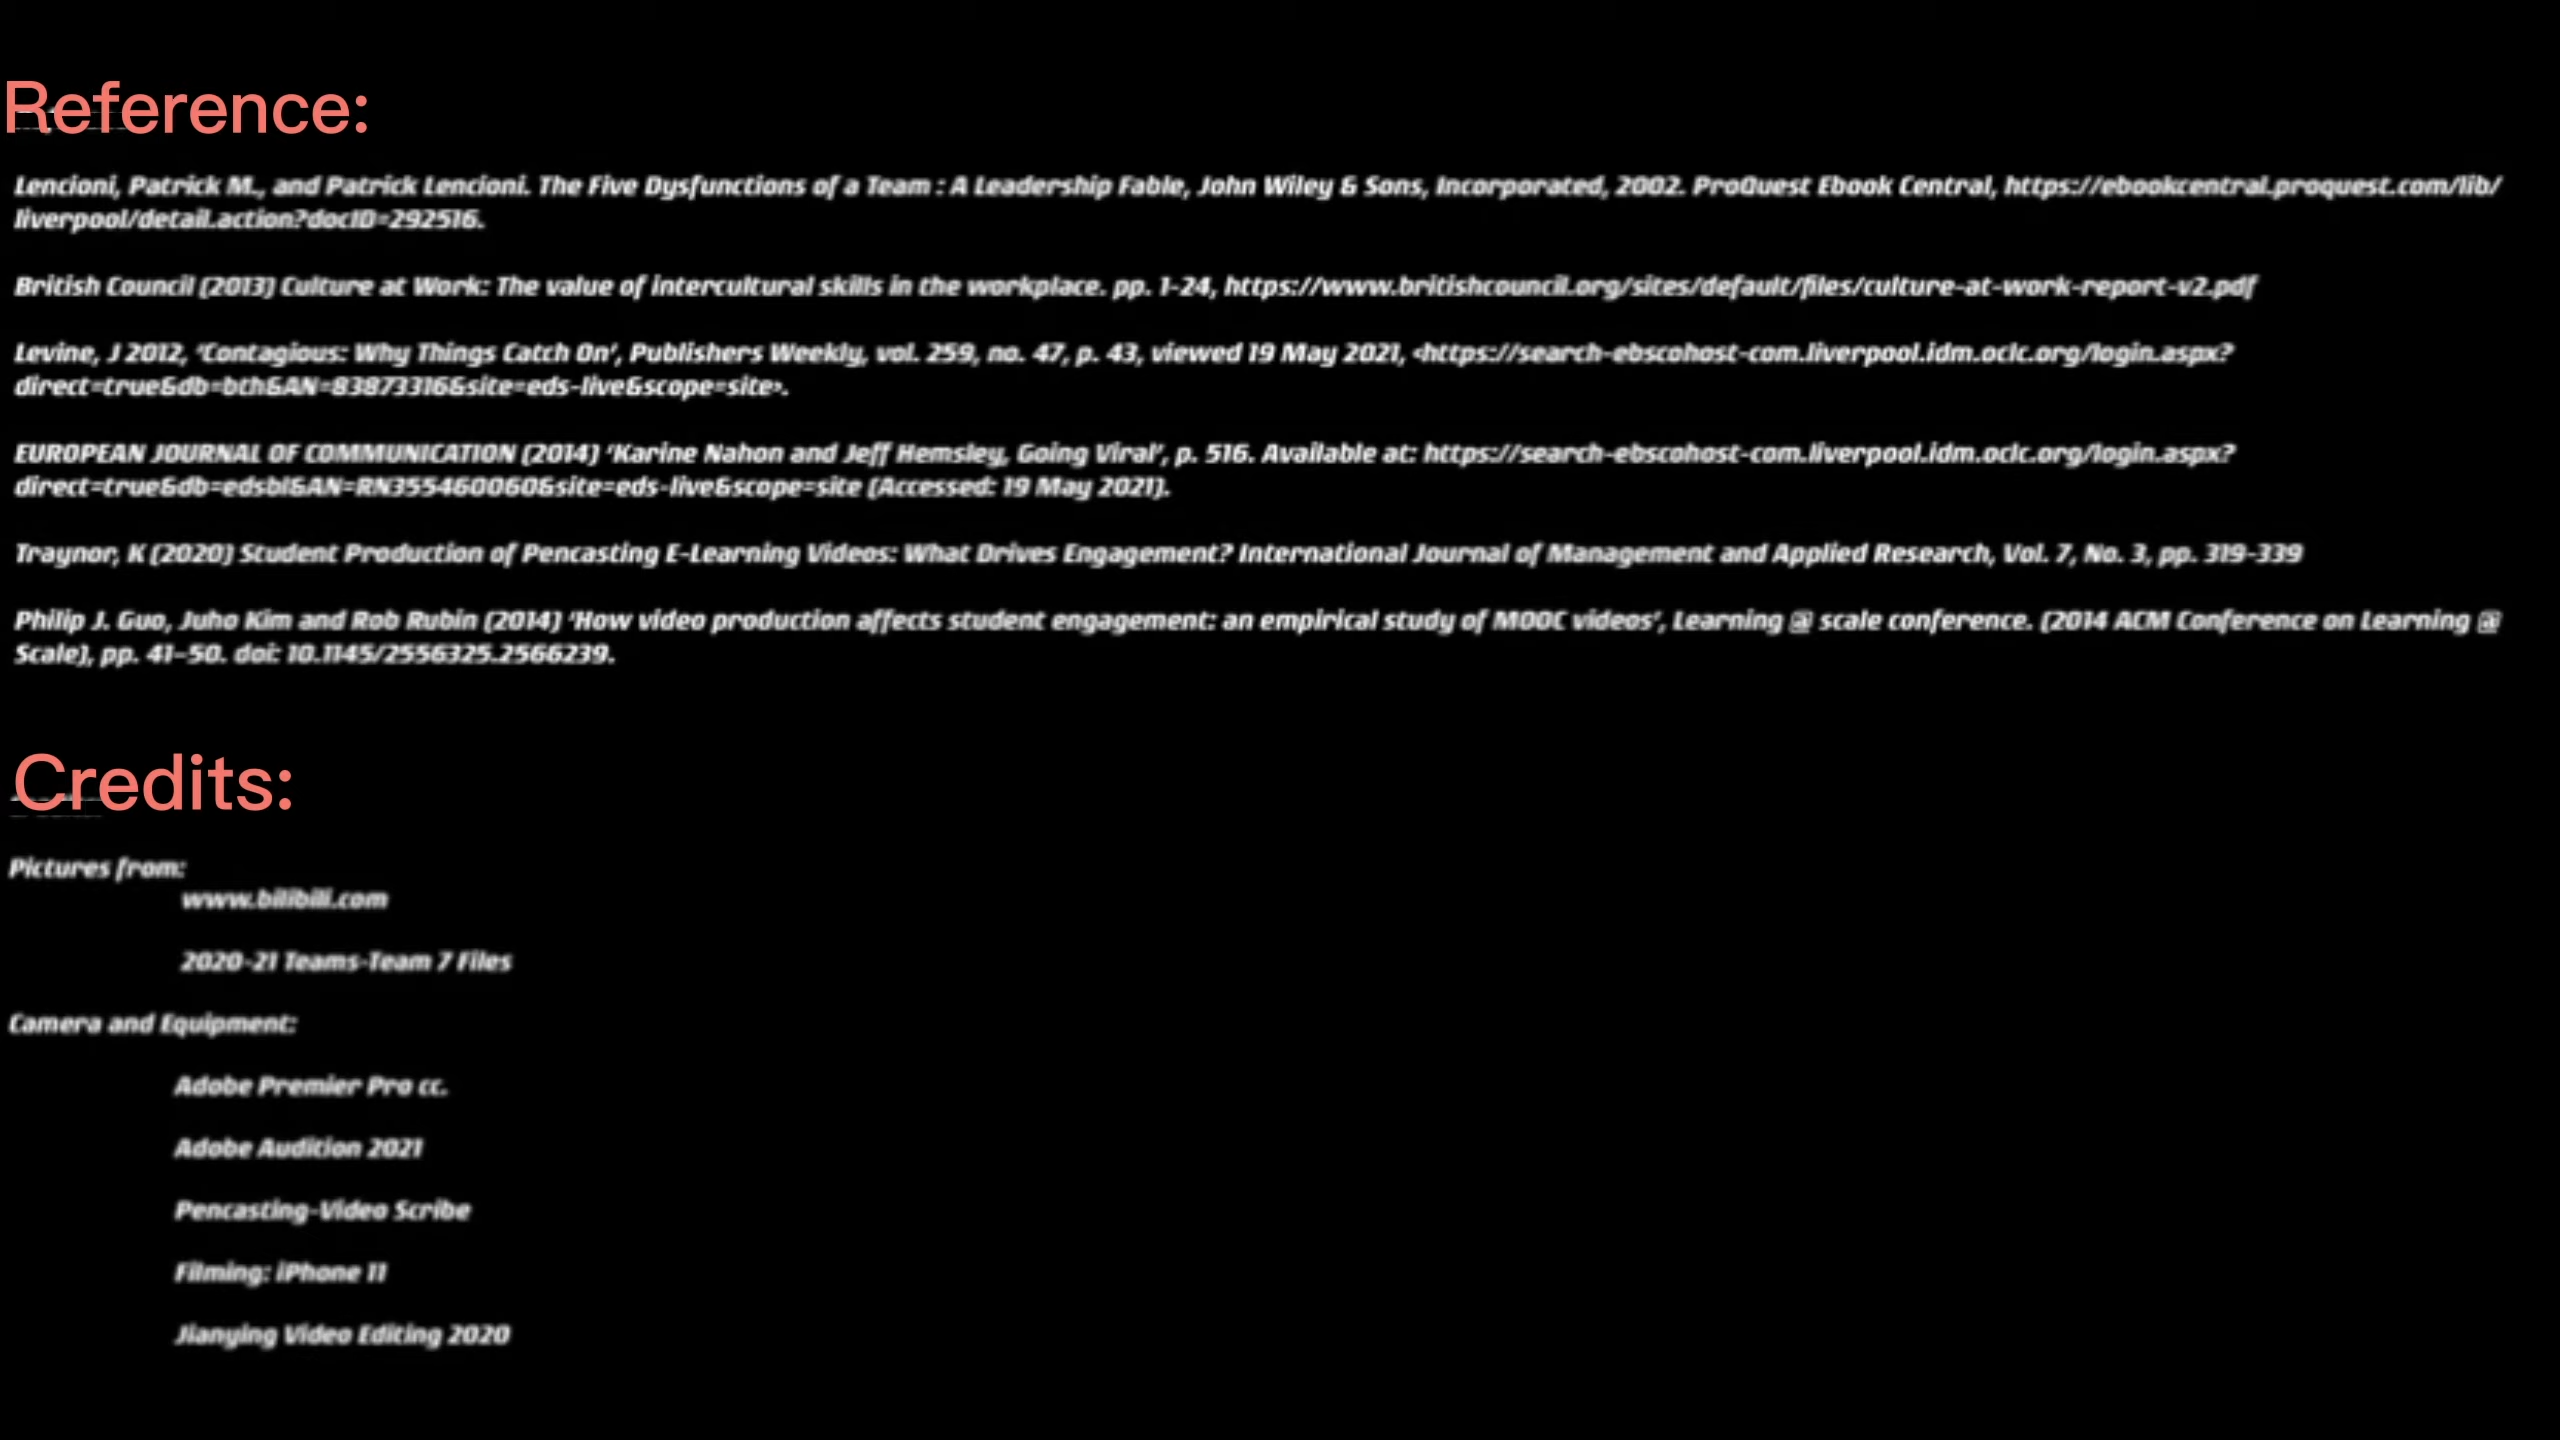 Reference:
Lencioni, Patrick M., and Patrick Lencioni. The Five Dysfunctions of a Team : A Leadership Fable, John Wiley & Sons, Incorporated, 2002. ProQuest Ebook Central, https://ebookcentral.proquest.com/lib/
liverpool/detail.action?docID=292516.
British Council (2013) Culture at Work: The value of intercultural skills in the workplace. pp. 1-24, https://www.britishcouncil.org/sites/default/files/culture-at-work-report-v2.pdf
Levine, J 2012, ‘Contagious: Why Things Catch On’, Publishers Weekly, vol. 259, no. 47, p. 43, viewed 19 May 2021, <https://search-ebscohost-com.liverpool.idm.oclc.org/login.aspx?
direct=true&db=bth&AN=83873316&site=eds-live&scope=site>.
EUROPEAN JOURNAL OF COMMUNICATION (2014) ‘Karine Nahon and Jeff Hemsley, Going Viral’, p. 516. Available at: https://search-ebscohost-com.liverpool.idm.oclc.org/login.aspx?
direct=true&db=edsbl&AN=RN355460060&site=eds-live&scope=site (Accessed: 19 May 2021).
Traynor, K (2020) Student Production of Pencasting E-Learning Videos: What Drives Engagement? International Journal of Management and Applied Research, Vol. 7, No. 3, pp. 319-339
Philip J. Guo, Juho Kim and Rob Rubin (2014) ‘How video production affects student engagement: an empirical study of MOOC videos’, Learning @ scale conference. (2014 ACM Conference on Learning @
Scale), pp. 41–50. doi: 10.1145/2556325.2566239.
Credits:
Pictures from:
www.bilibili.com
2020-21 Teams-Team 7 Files
Camera and Equipment:
Adobe Premier Pro cc.
Adobe Audition 2021
Pencasting-Video Scribe
Filming: iPhone 11
Jianying Video Editing 2020